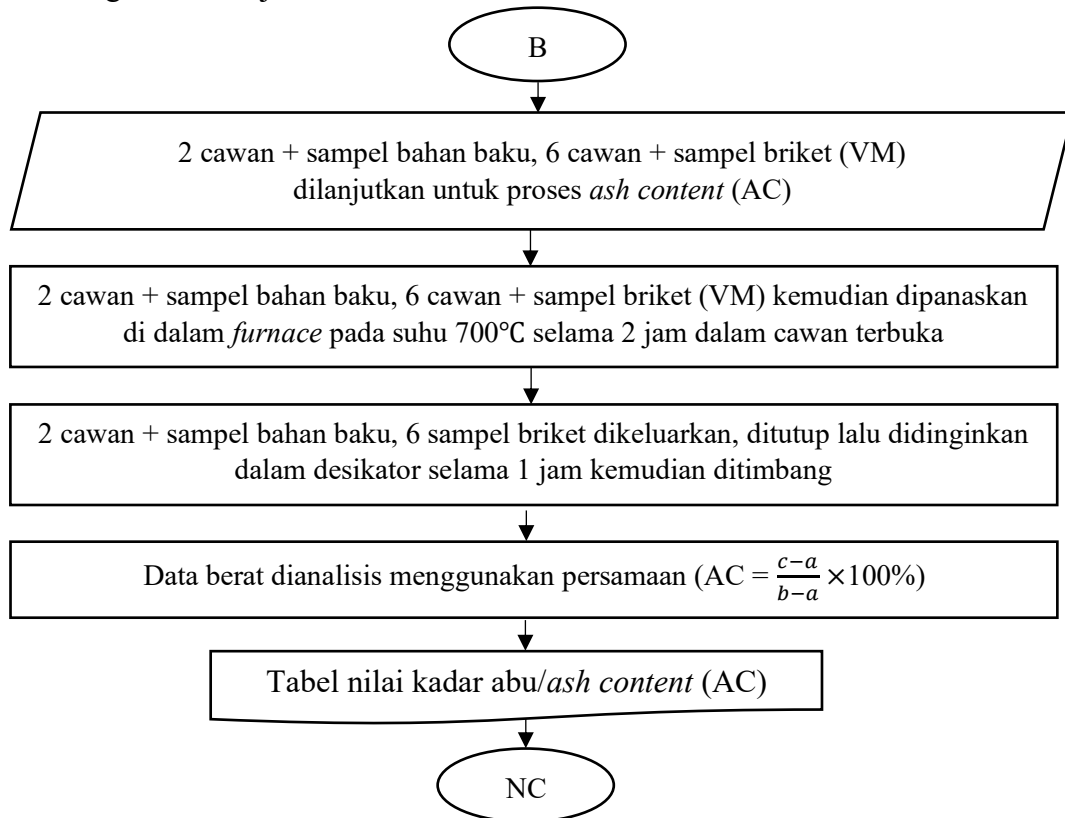 B
2 cawan + sampel bahan baku, 6 cawan + sampel briket (VM)
dilanjutkan untuk proses ash content (AC)
2 cawan + sampel bahan baku, 6 cawan + sampel briket (VM) kemudian dipanaskan
di dalam furnace pada suhu 700℃ selama 2 jam dalam cawan terbuka
2 cawan + sampel bahan baku, 6 sampel briket dikeluarkan, ditutup lalu didinginkan
dalam desikator selama 1 jam kemudian ditimbang
Data berat dianalisis menggunakan persamaan (AC = \frac{c-a}{b-a} ×100%)
Tabel nilai kadar abu/ash content (AC)
NC